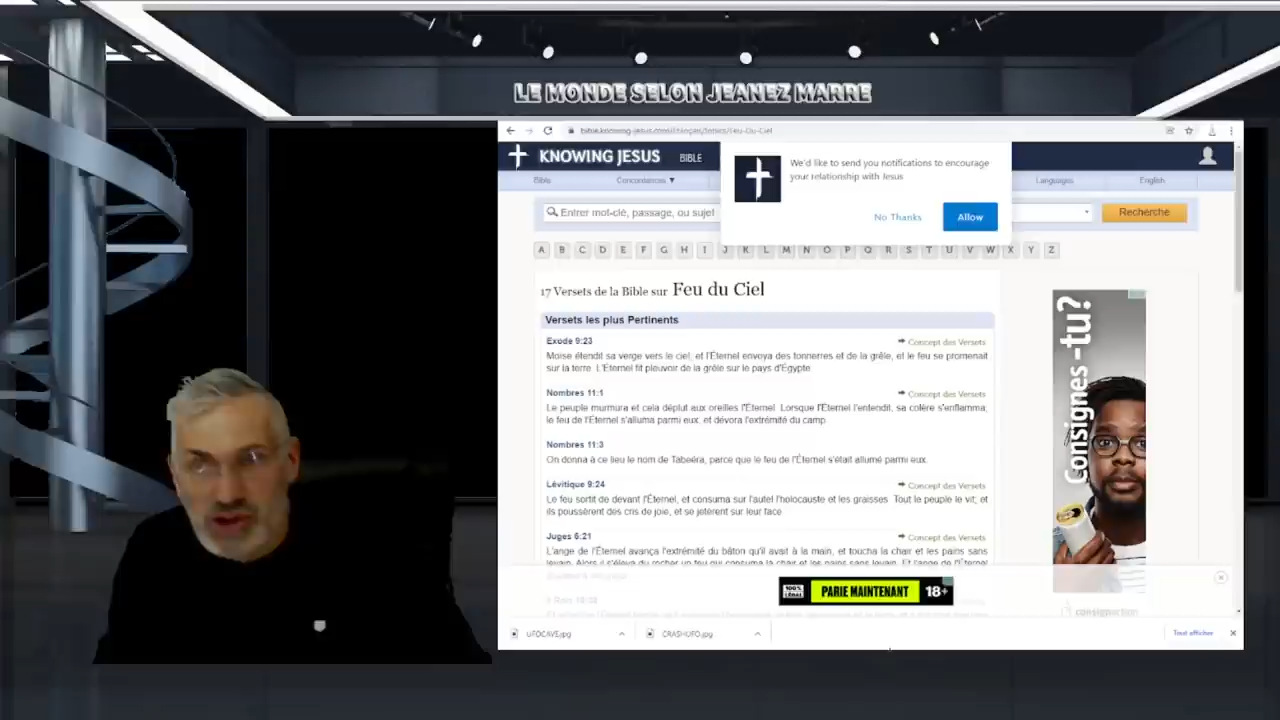 LE MONDE SELON JEANEZ MARRE
KNOWING JESUS
BIBLE
We'd like to send you notifications to encourage
your relationship with Jesus
No Thanks
Allow
Bible
Concordances ▼
Languages
English
Entrer mot-clé, passage, ou sujet
Recherche
A B C D E F G H I J K L M N O P Q R S T U V W X Y Z
17 Versets de la Bible sur Feu du Ciel
Versets les plus Pertinents
Exode 9:23
Concept des Versets
Moïse étendit sa verge vers le ciel, et l'Éternel envoya des tonnerres et de la grêle, et le feu se promenait
sur la terre. L'Éternel fit pleuvoir de la grêle sur le pays d'Égypte
Nombres 11:1
Concept des Versets
Le peuple murmura et cela déplut aux oreilles l'Éternel. Lorsque l'Éternel l'entendit, sa colère s'enflamma;
le feu de l'Éternel s'alluma parmi eux, et dévora l'extrémité du camp.
Nombres 11:3
On donna à ce lieu le nom de Tabeéra, parce que le feu de l'Éternel s'était allumé parmi eux.
Lévitique 9:24
Concept des Versets
Le feu sortit de devant l'Éternel, et consuma sur l'autel l'holocauste et les graisses. Tout le peuple le vit; et
ils poussèrent des cris de joie, et se jetèrent sur leur face.
Juges 6:21
Concept des Versets
L'ange de l'Éternel avança l'extrémité du bâton qu'il avait à la main, et toucha la chair et les pains sans
Consignes-tu?
consignaction
100% LÉGAL
PARIE MAINTENANT
18+
UFOCAVE.jpg
CRASHUFO.jpg
Tout afficher